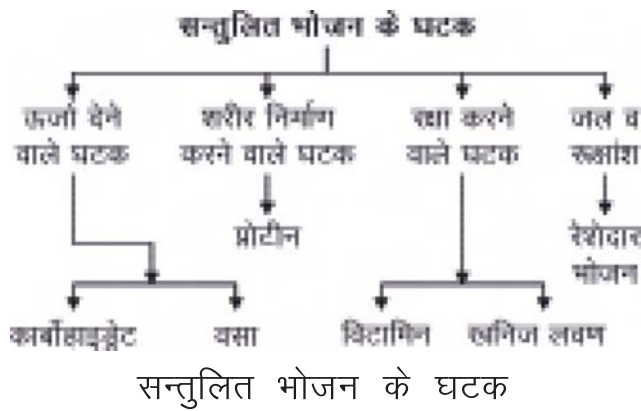 सन्तुलित भोजन के घटक
ऊर्जा देने
वाले घटक
शरीर निर्माण
करने वाले घटक
रक्षा करने
वाले घटक
जल व
रूक्षांश
प्रोटीन
रेशेदार
भोजन
कार्बोहाइड्रेट
वसा
विटामिन
खनिज लवण
सन्तुलित भोजन के घटक